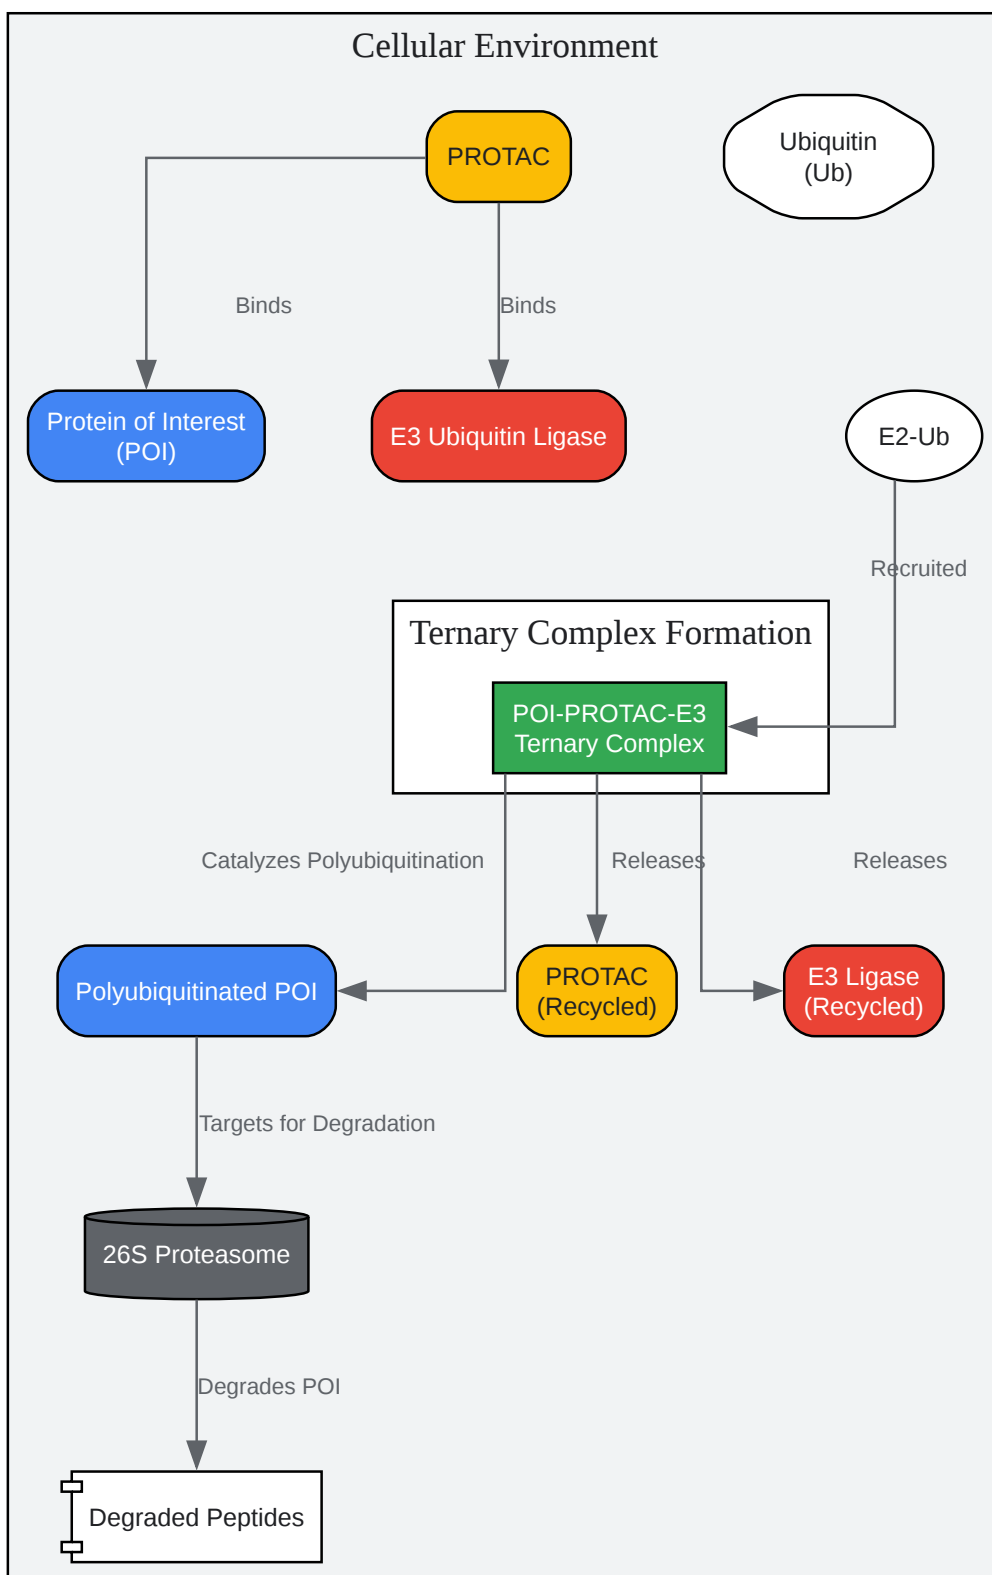 Cellular Environment
PROTAC
Ubiquitin
(Ub)
Binds
Binds
Protein of Interest
(POI)
E3 Ubiquitin Ligase
E2-Ub
Recruited
Ternary Complex Formation
POI-PROTAC-E3
Ternary Complex
Catalyzes Polyubiquitination
Releases
Releases
Polyubiquitinated POI
PROTAC
(Recycled)
E3 Ligase
(Recycled)
Targets for Degradation
26S Proteasome
Degrades POI
Degraded Peptides